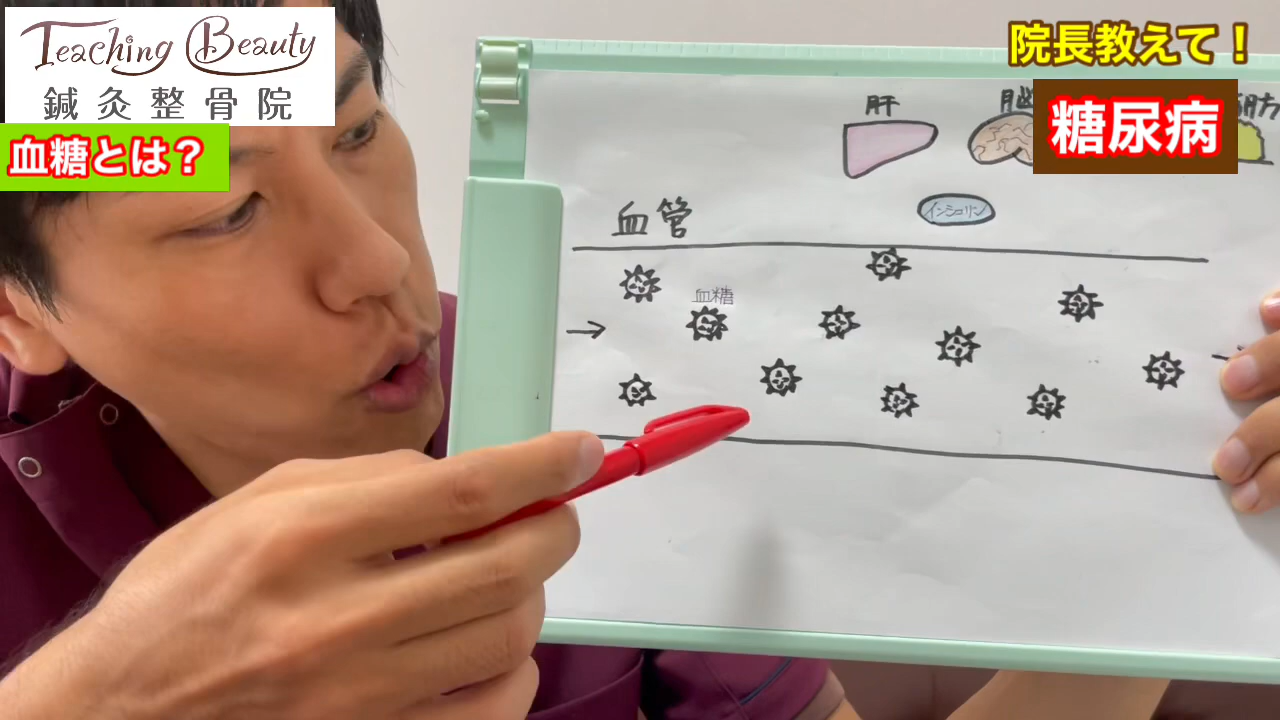 Teaching Beauty
鍼灸整骨院
血糖とは？
院長教えて！
糖尿病
肝
脳
肪
インシュリン
血管
血糖